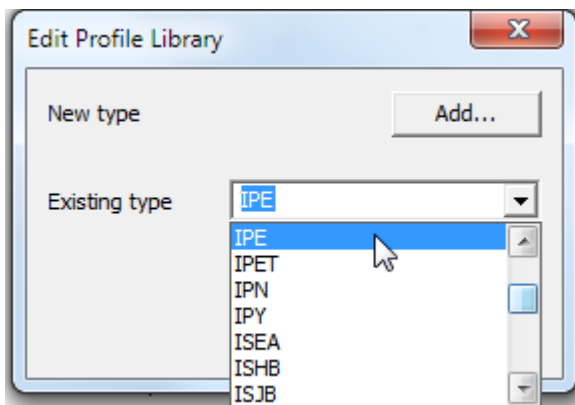 Edit Profile Library
New type Add...
Existing type IPE
IPE
IPET
IPN
IPY
ISEA
ISHB
ISJB